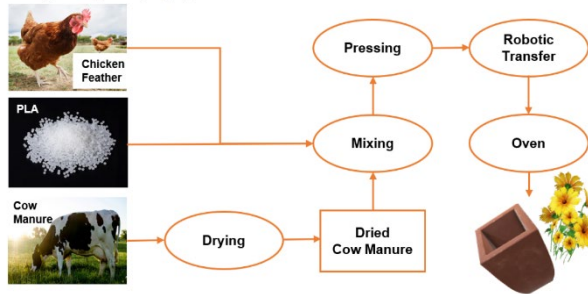 Chicken
Feather
PLA
Cow
Manure
Drying
Dried
Cow Manure
Mixing
Pressing
Robotic
Transfer
Oven